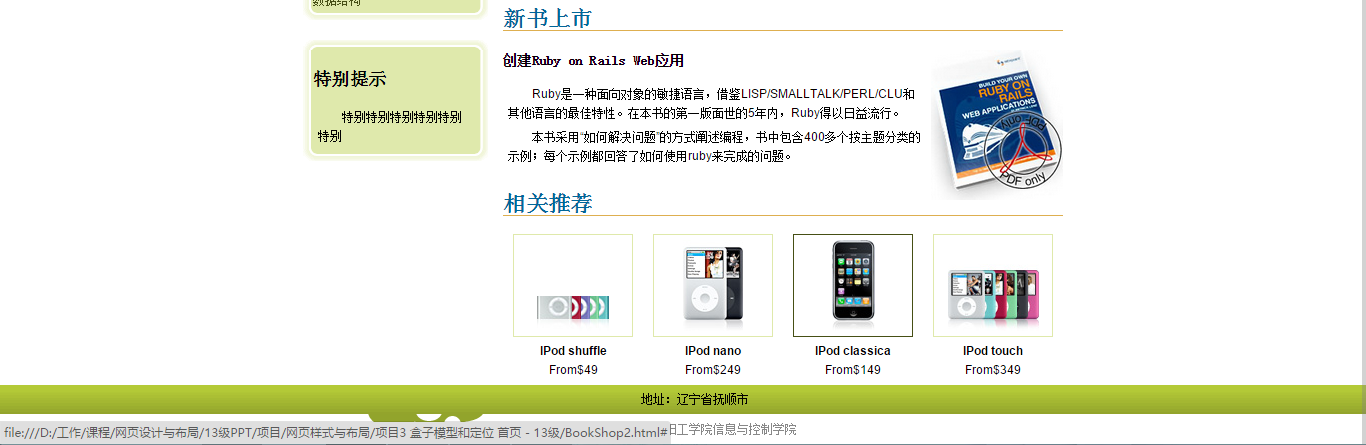 数据结构
特别提示
特别特别特别特别特别
特别
新书上市
创建Ruby on Rails Web应用
Ruby是一种面向对象的敏捷语言，借鉴LISP/SMALLTALK/PERL/CLU和
其他语言的最佳特性。在本书的第一版面世的5年内，Ruby得以日益流行。
本书采用“如何解决问题”的方式阐述编程，书中包含400多个按主题分类的
示例；每个示例都回答了如何使用ruby来完成的问题。
BUILD YOUR OWN
RUBY ON
RAILS
WEB APPLICATIONS
PDF only
PDF only
相关推荐
IPod shuffle
From$49
IPod nano
From$249
IPod classica
From$149
IPod touch
From$349
地址：辽宁省抚顺市
file:///D:/工作/课程/网页设计与布局/13级PPT/项目/网页样式与布局/项目3 盒子模型和定位 首页 - 13级/BookShop2.html#
工学院信息与控制学院